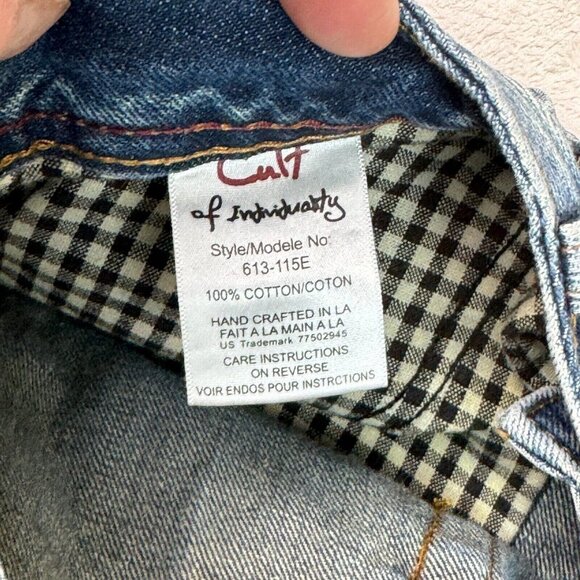 Cult
of Individuality
Style/Modele No:
613-115E
100% COTTON/COTON
HAND CRAFTED IN LA
FAIT A LA MAIN A LA
US Trademark 77502945
CARE INSTRUCTIONS
ON REVERSE
VOIR ENDOS POUR INSTRCTIONS